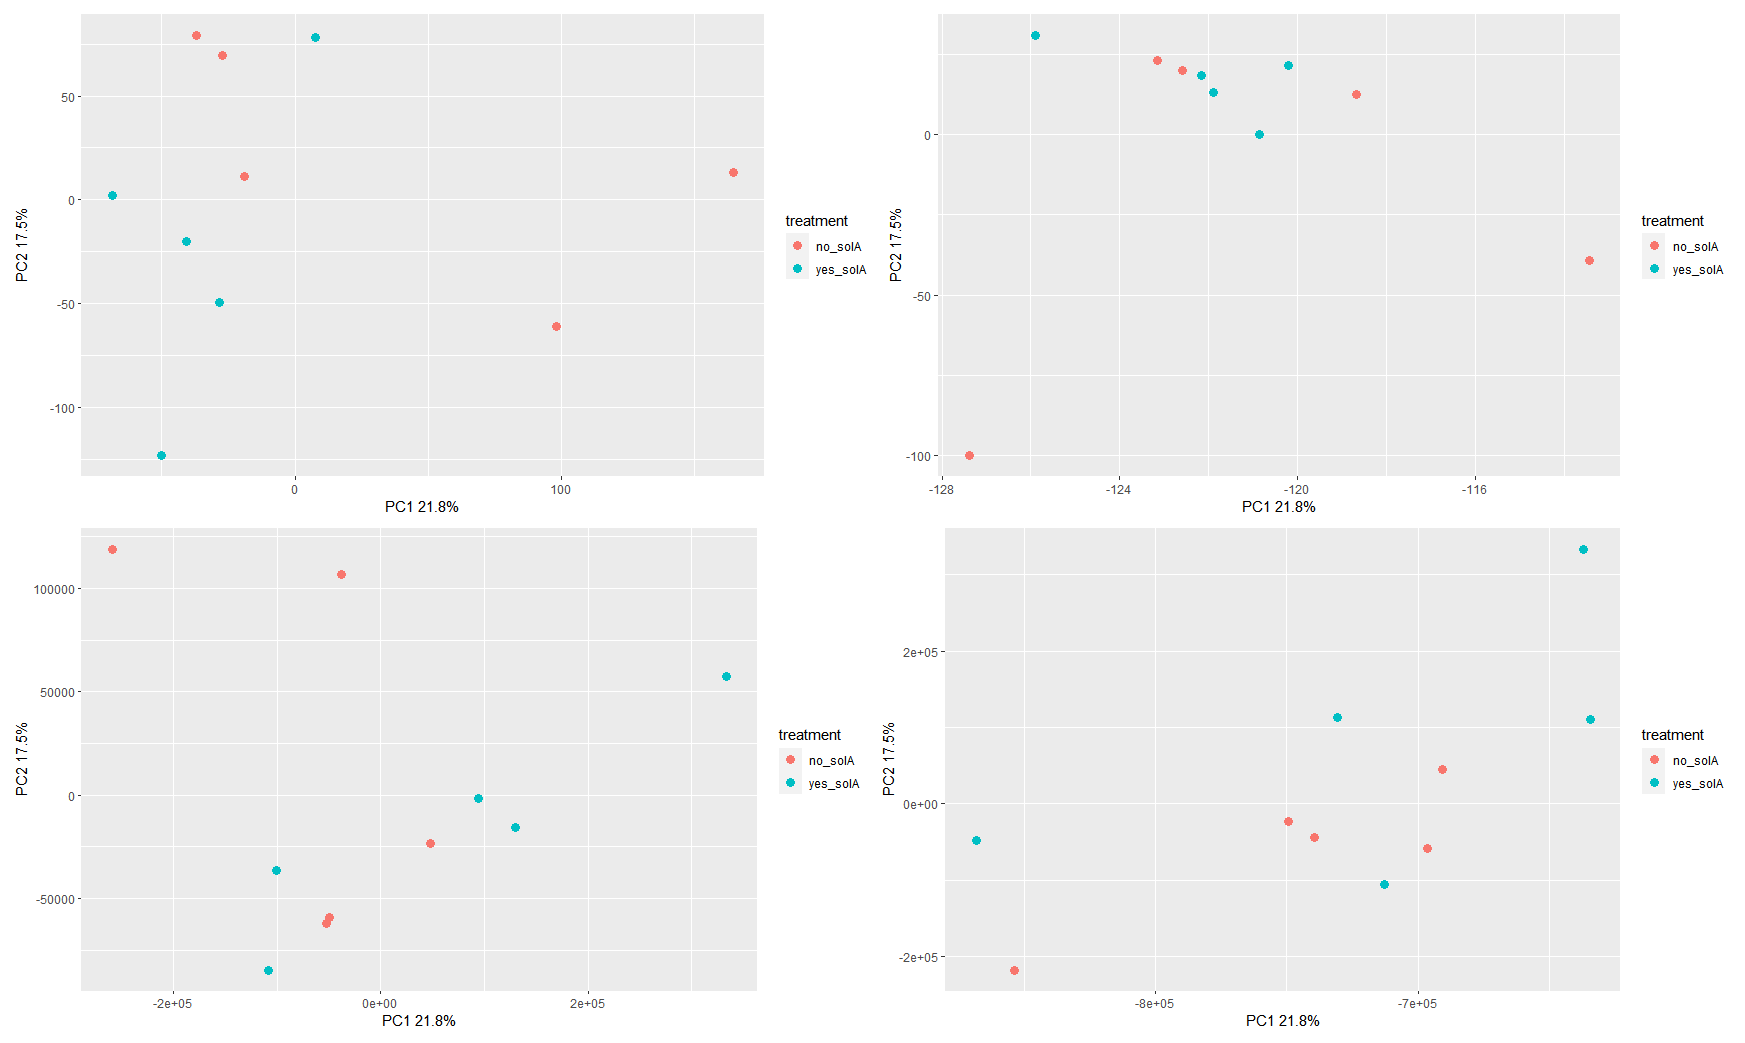 50
0
-50
-100
0
100
PC1 21.8%
PC2 17.5%
treatment
no_solA
yes_solA
0
-50
-100
-128
-124
-120
-116
PC1 21.8%
PC2 17.5%
treatment
no_solA
yes_solA
100000
50000
0
-50000
-2e+05
0e+00
2e+05
PC1 21.8%
PC2 17.5%
treatment
no_solA
yes_solA
2e+05
0e+00
-2e+05
-8e+05
-7e+05
PC1 21.8%
PC2 17.5%
treatment
no_solA
yes_solA